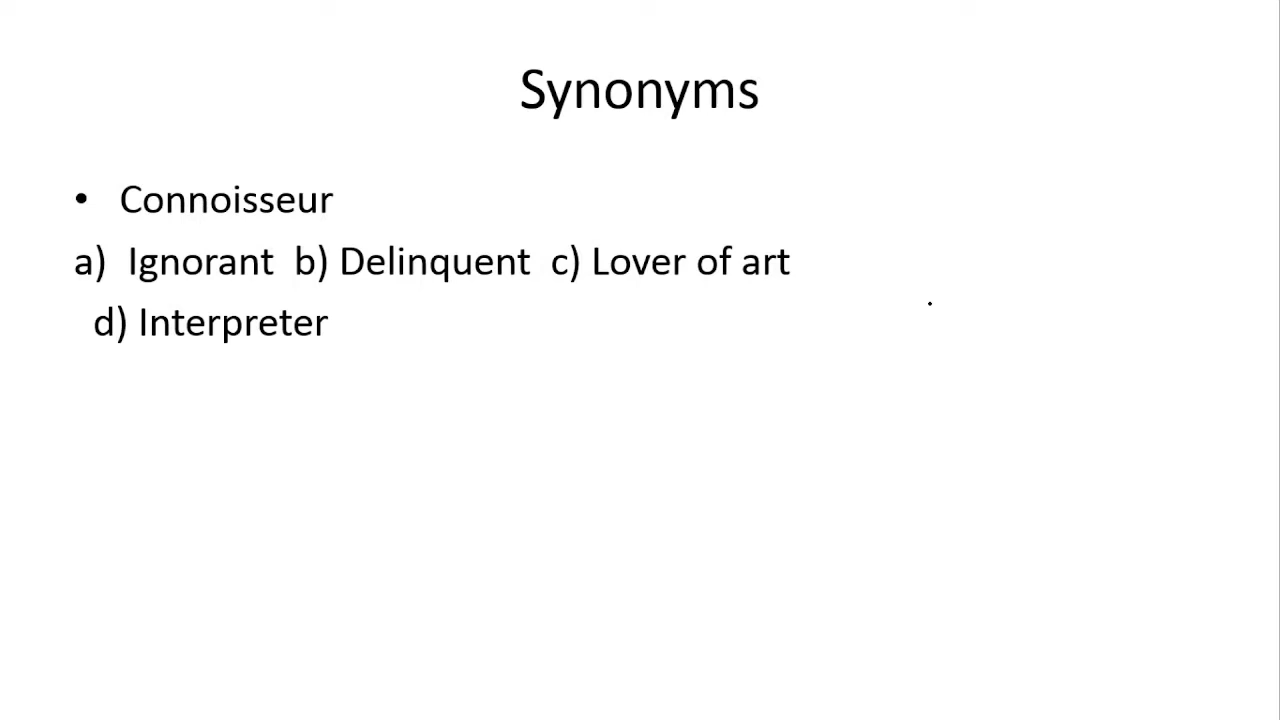 Synonyms
• Connoisseur
a) Ignorant b) Delinquent c) Lover of art
d) Interpreter